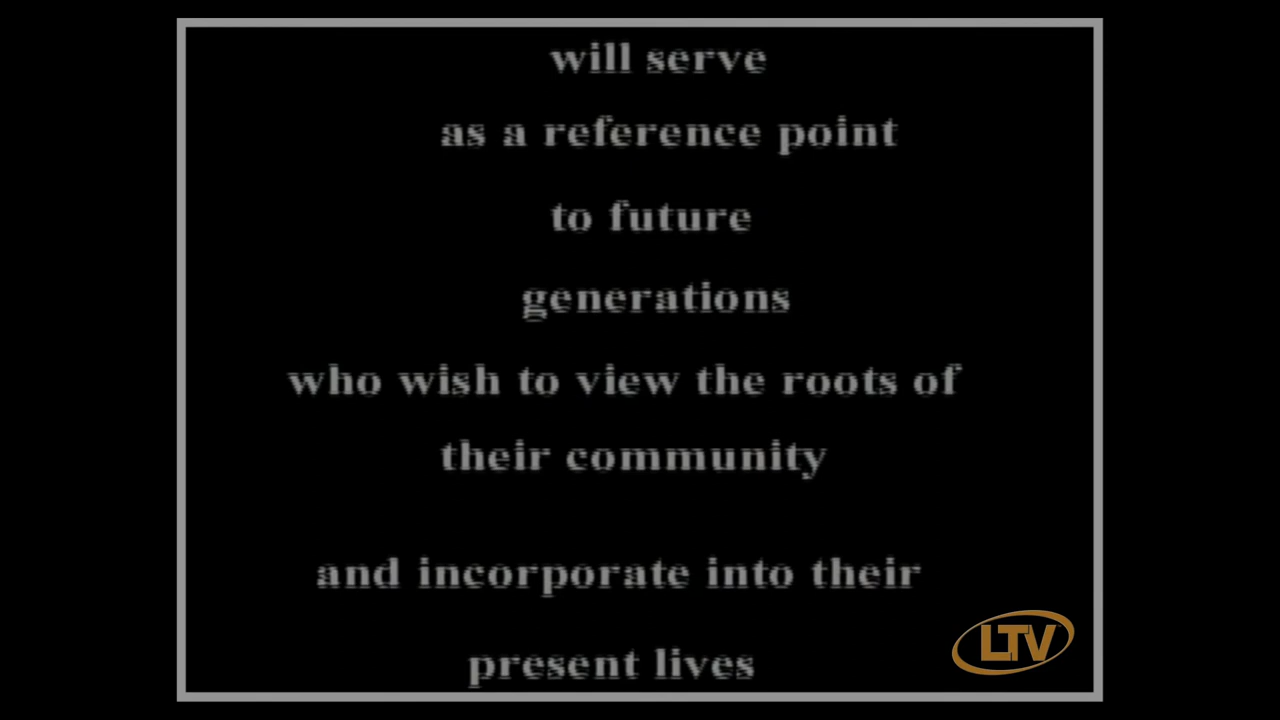 will serve
as a reference point
to future
generations
who wish to view the roots of
their community
and incorporate into their
present lives
LTV